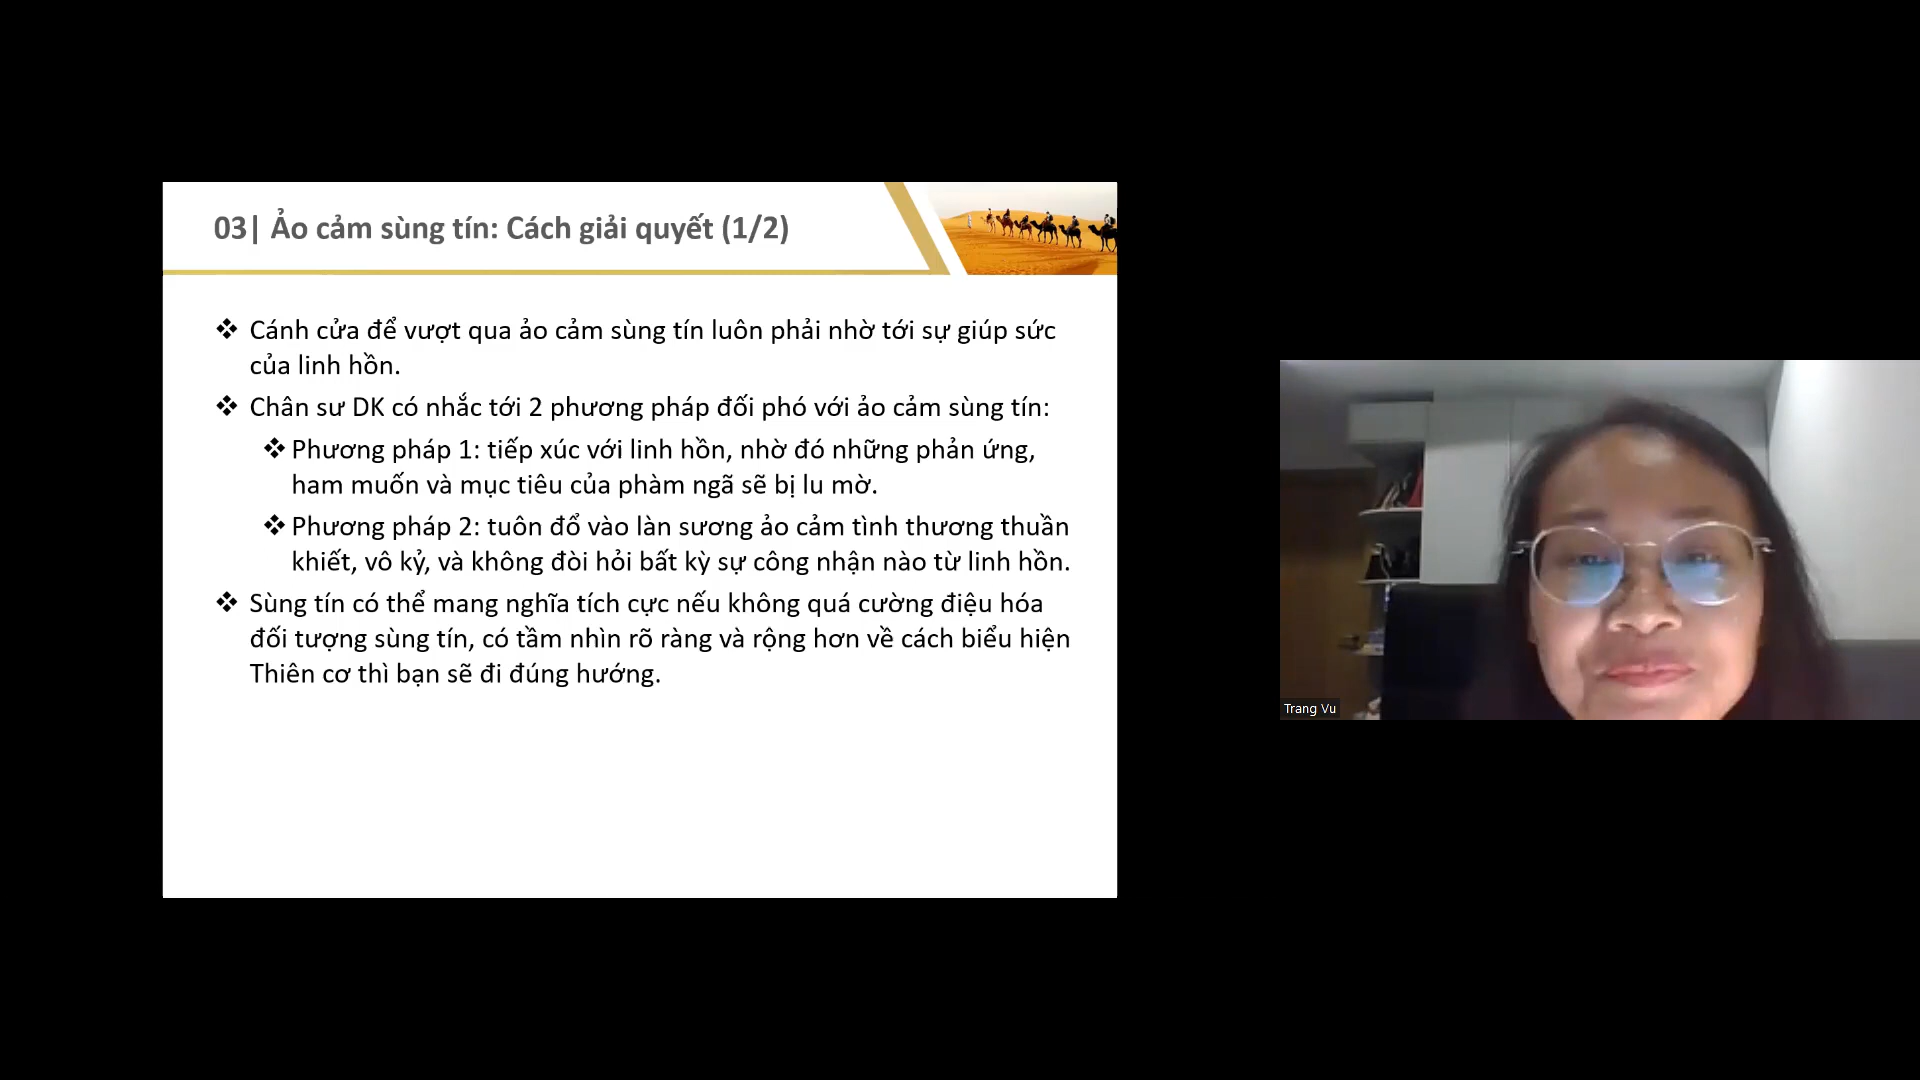 03| Ảo cảm sùng tín: Cách giải quyết (1/2)
❖ Cánh cửa để vượt qua ảo cảm sùng tín luôn phải nhờ tới sự giúp sức
của linh hồn.
❖ Chân sư DK có nhắc tới 2 phương pháp đối phó với ảo cảm sùng tín:
❖ Phương pháp 1: tiếp xúc với linh hồn, nhờ đó những phản ứng,
ham muốn và mục tiêu của phàm ngã sẽ bị lu mờ.
❖ Phương pháp 2: tuôn đổ vào làn sương ảo cảm tình thương thuần
khiết, vô kỷ, và không đòi hỏi bất kỳ sự công nhận nào từ linh hồn.
❖ Sùng tín có thể mang nghĩa tích cực nếu không quá cường điệu hóa
đối tượng sùng tín, có tầm nhìn rõ ràng và rộng hơn về cách biểu hiện
Thiên cơ thì bạn sẽ đi đúng hướng.
Trang Vu